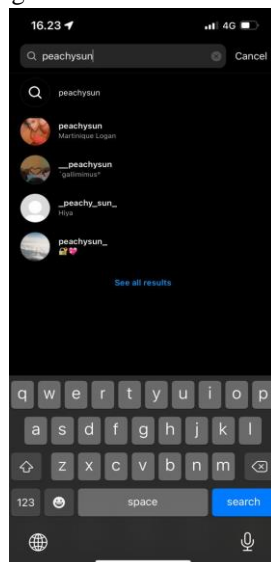 16.23 4G
peachysun Cancel
peachysun
peachysun
Martinique Logan
__peachysun
"gallimimus"
_peachy_sun_
Hiya
peachysun_
🔐💖
See all results
q w e r t y u i o p
a s d f g h j k l
z x c v b n m
123 space search